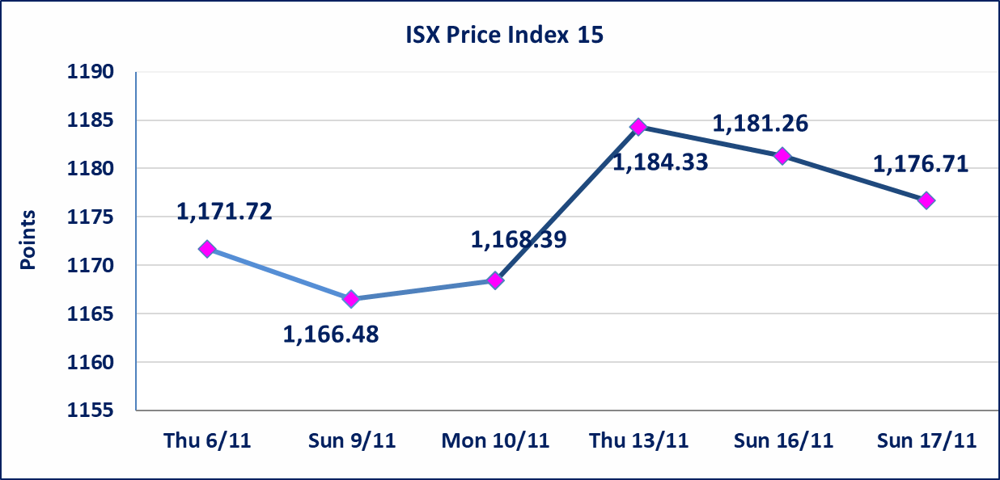 ISX Price Index 15
1190
1185
1180
1175
1170
1165
1160
1155
Points
1,171.72
1,166.48
1,168.39
1,184.33
1,181.26
1,176.71
Thu 6/11
Sun 9/11
Mon 10/11
Thu 13/11
Sun 16/11
Sun 17/11